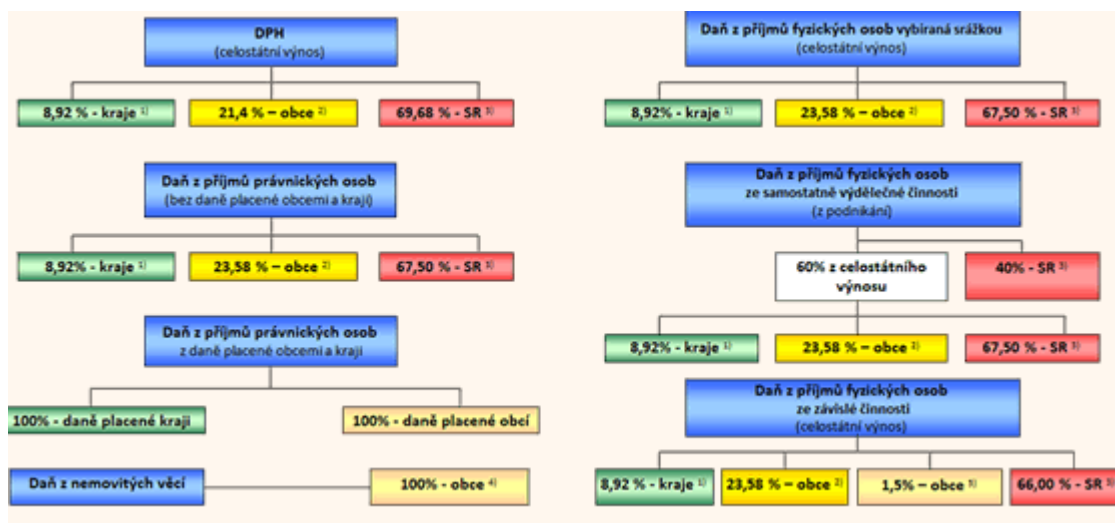 DPH
(celostátní výnos)
8,92 % - kraje 1)
21,4 % – obce 2)
69,68 % - SR 3)
Daň z příjmů právnických osob
(bez daně placené obcemi a kraji)
8,92% - kraje 1)
23,58 % – obce 2)
67,50 % - SR 3)
Daň z příjmů právnických osob
z daně placené obcemi a kraji
100% - daně placené kraji
100% - daně placené obcí
Daň z nemovitých věcí
100% - obce 4)
Daň z příjmů fyzických osob vybíraná srážkou
(celostátní výnos)
8,92% - kraje 1)
23,58 % – obce 2)
67,50 % - SR 3)
Daň z příjmů fyzických osob
ze samostatně výdělečné činnosti
(z podnikání)
60% z celostátního
výnosu
40% - SR 3)
8,92% - kraje 1)
23,58 % – obce 2)
67,50 % - SR 3)
Daň z příjmů fyzických osob
ze závislé činnosti
(celostátní výnos)
8,92 % - kraje 1)
23,58 % – obce 2)
1,5% – obce 5)
66,00 % - SR 3)